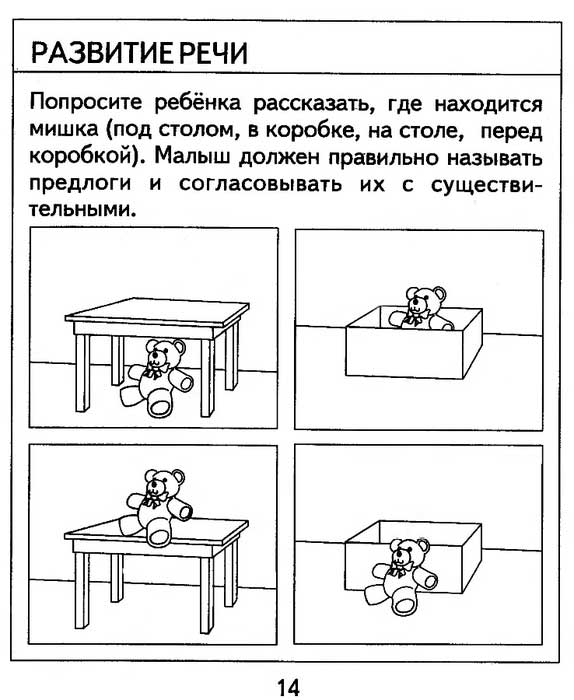 РАЗВИТИЕ РЕЧИ
Попросите ребёнка рассказать, где находится
мишка (под столом, в коробке, на столе, перед
коробкой). Малыш должен правильно называть
предлоги и согласовывать их с существи-
тельными.
14